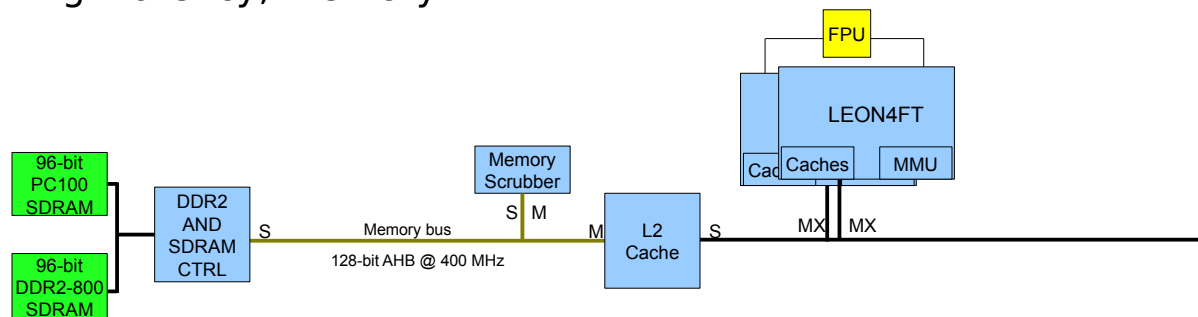 FPU
LEON4FT
Caches
MMU
96-bit
PC100
SDRAM
DDR2
AND
SDRAM
CTRL
S
Memory bus
128-bit AHB @ 400 MHz
Memory
Scrubber
S
M
M
L2
Cache
S
MX
MX
96-bit
DDR2-800
SDRAM